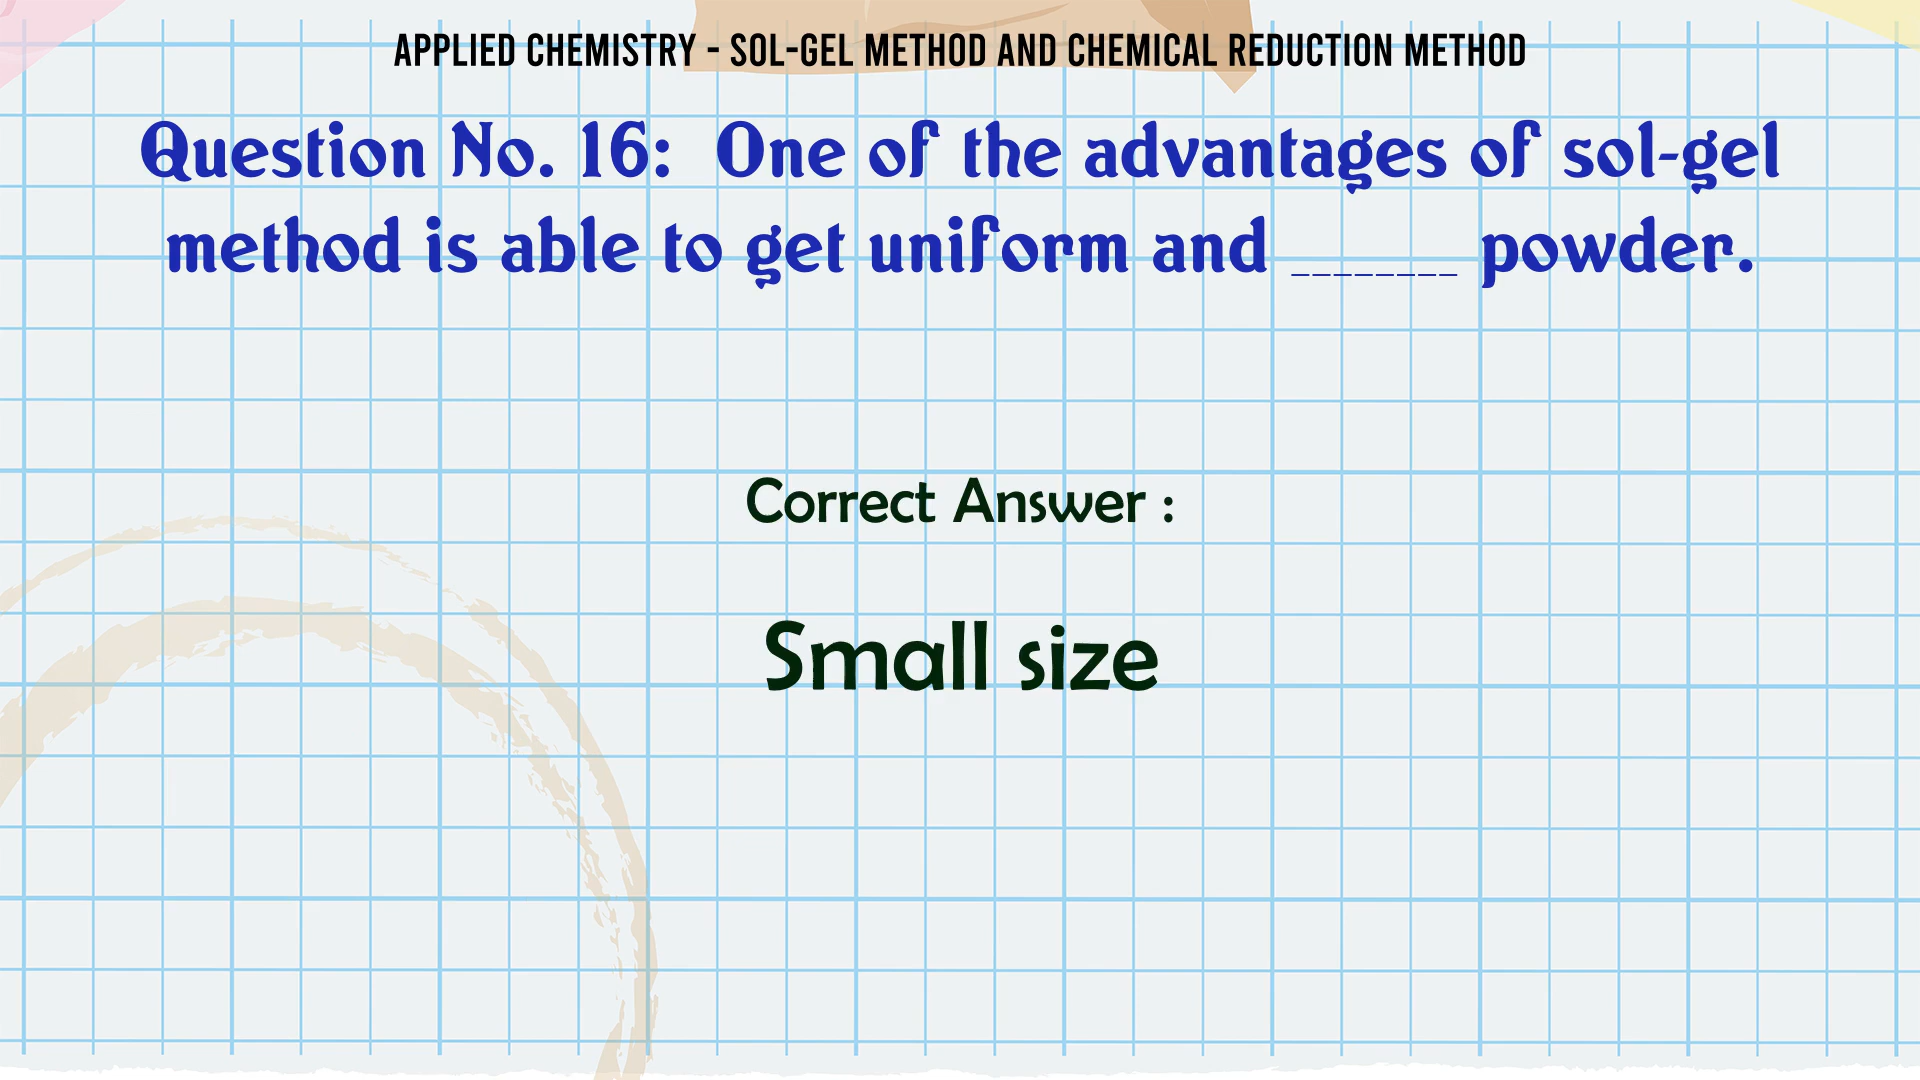 APPLIED CHEMISTRY - SOL-GEL METHOD AND CHEMICAL REDUCTION METHOD
Question No. 16:  One of the advantages of sol-gel
method is able to get uniform and ________ powder.
Correct Answer :
Small size